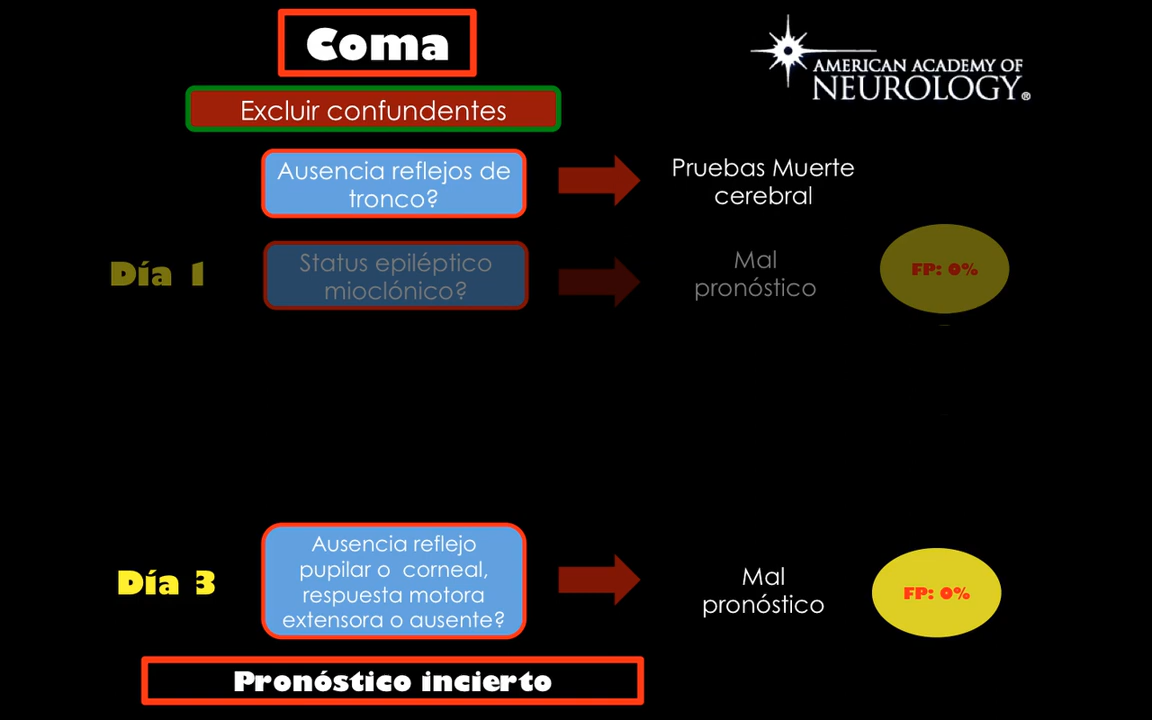 Coma
AMERICAN ACADEMY OF
NEUROLOGY®
Excluir confundentes
Ausencia reflejos de
tronco?
Pruebas Muerte
cerebral
Día 1
Status epiléptico
mioclónico?
Mal
pronóstico
FP: 0%
Día 3
Ausencia reflejo
pupilar o corneal,
respuesta motora
extensora o ausente?
Mal
pronóstico
FP: 0%
Pronóstico incierto